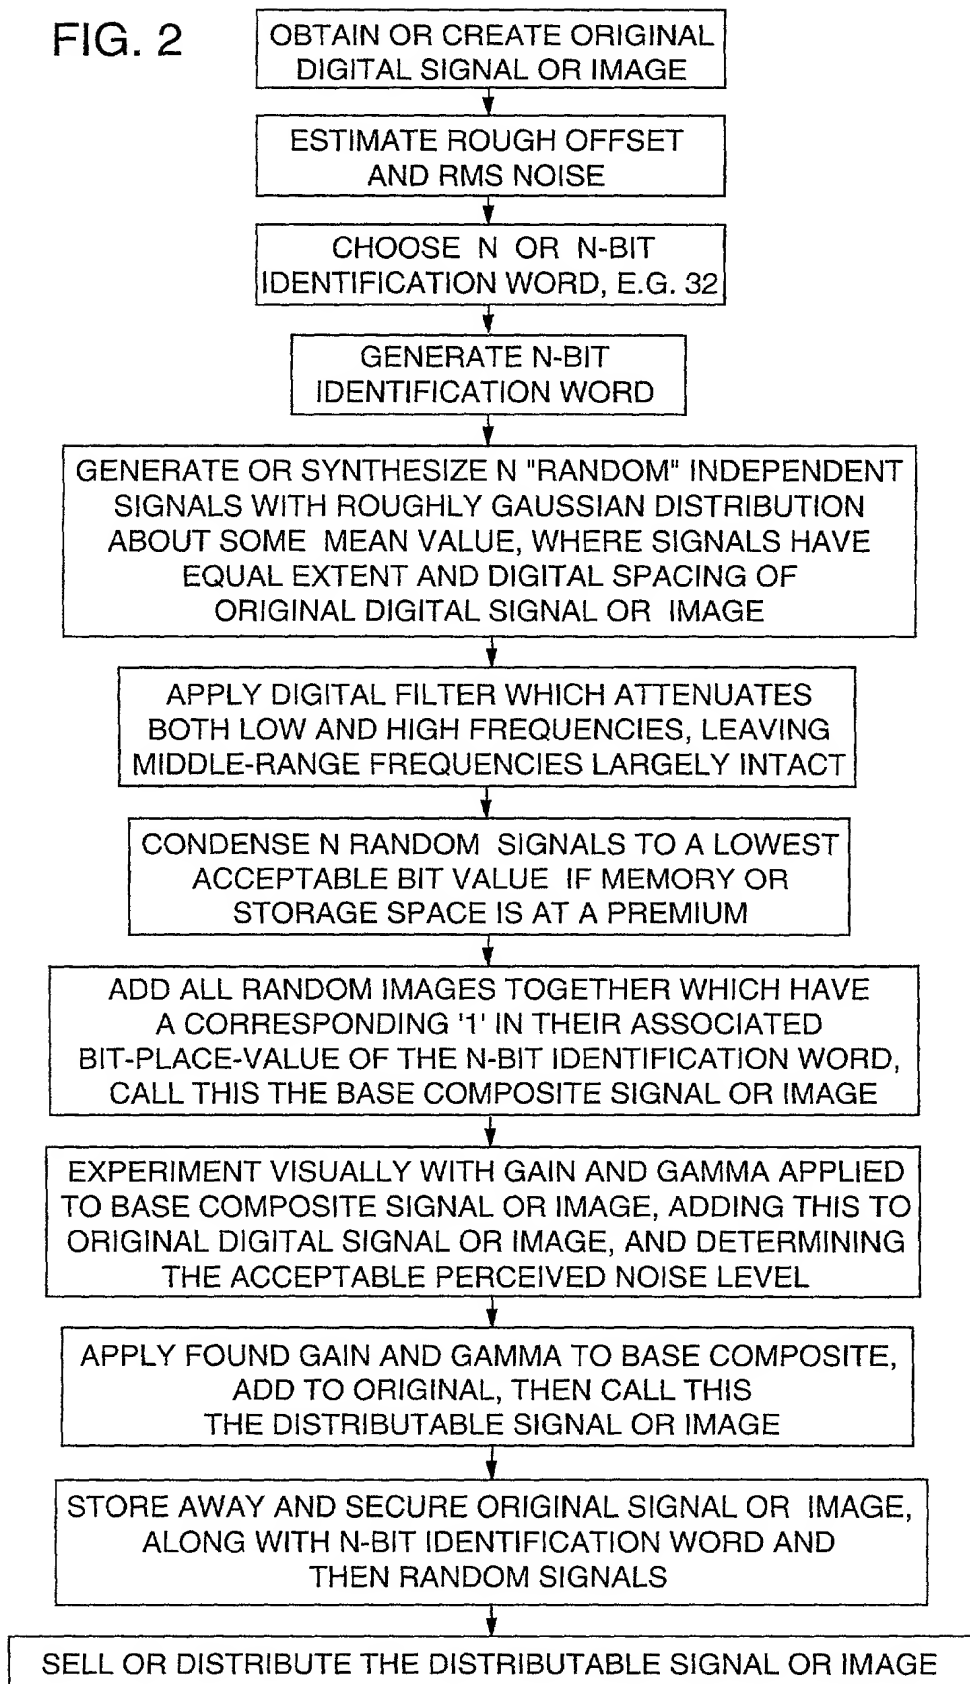 FIG. 2
OBTAIN OR CREATE ORIGINAL
DIGITAL SIGNAL OR IMAGE
ESTIMATE ROUGH OFFSET
AND RMS NOISE
CHOOSE N OR N-BIT
IDENTIFICATION WORD, E.G. 32
GENERATE N-BIT
IDENTIFICATION WORD
GENERATE OR SYNTHESIZE N "RANDOM" INDEPENDENT
SIGNALS WITH ROUGHLY GAUSSIAN DISTRIBUTION
ABOUT SOME MEAN VALUE, WHERE SIGNALS HAVE
EQUAL EXTENT AND DIGITAL SPACING OF
ORIGINAL DIGITAL SIGNAL OR IMAGE
APPLY DIGITAL FILTER WHICH ATTENUATES
BOTH LOW AND HIGH FREQUENCIES, LEAVING
MIDDLE-RANGE FREQUENCIES LARGELY INTACT
CONDENSE N RANDOM SIGNALS TO A LOWEST
ACCEPTABLE BIT VALUE IF MEMORY OR
STORAGE SPACE IS AT A PREMIUM
ADD ALL RANDOM IMAGES TOGETHER WHICH HAVE
A CORRESPONDING '1' IN THEIR ASSOCIATED
BIT-PLACE-VALUE OF THE N-BIT IDENTIFICATION WORD,
CALL THIS THE BASE COMPOSITE SIGNAL OR IMAGE
EXPERIMENT VISUALLY WITH GAIN AND GAMMA APPLIED
TO BASE COMPOSITE SIGNAL OR IMAGE, ADDING THIS TO
ORIGINAL DIGITAL SIGNAL OR IMAGE, AND DETERMINING
THE ACCEPTABLE PERCEIVED NOISE LEVEL
APPLY FOUND GAIN AND GAMMA TO BASE COMPOSITE,
ADD TO ORIGINAL, THEN CALL THIS
THE DISTRIBUTABLE SIGNAL OR IMAGE
STORE AWAY AND SECURE ORIGINAL SIGNAL OR IMAGE,
ALONG WITH N-BIT IDENTIFICATION WORD AND
THEN RANDOM SIGNALS
SELL OR DISTRIBUTE THE DISTRIBUTABLE SIGNAL OR IMAGE